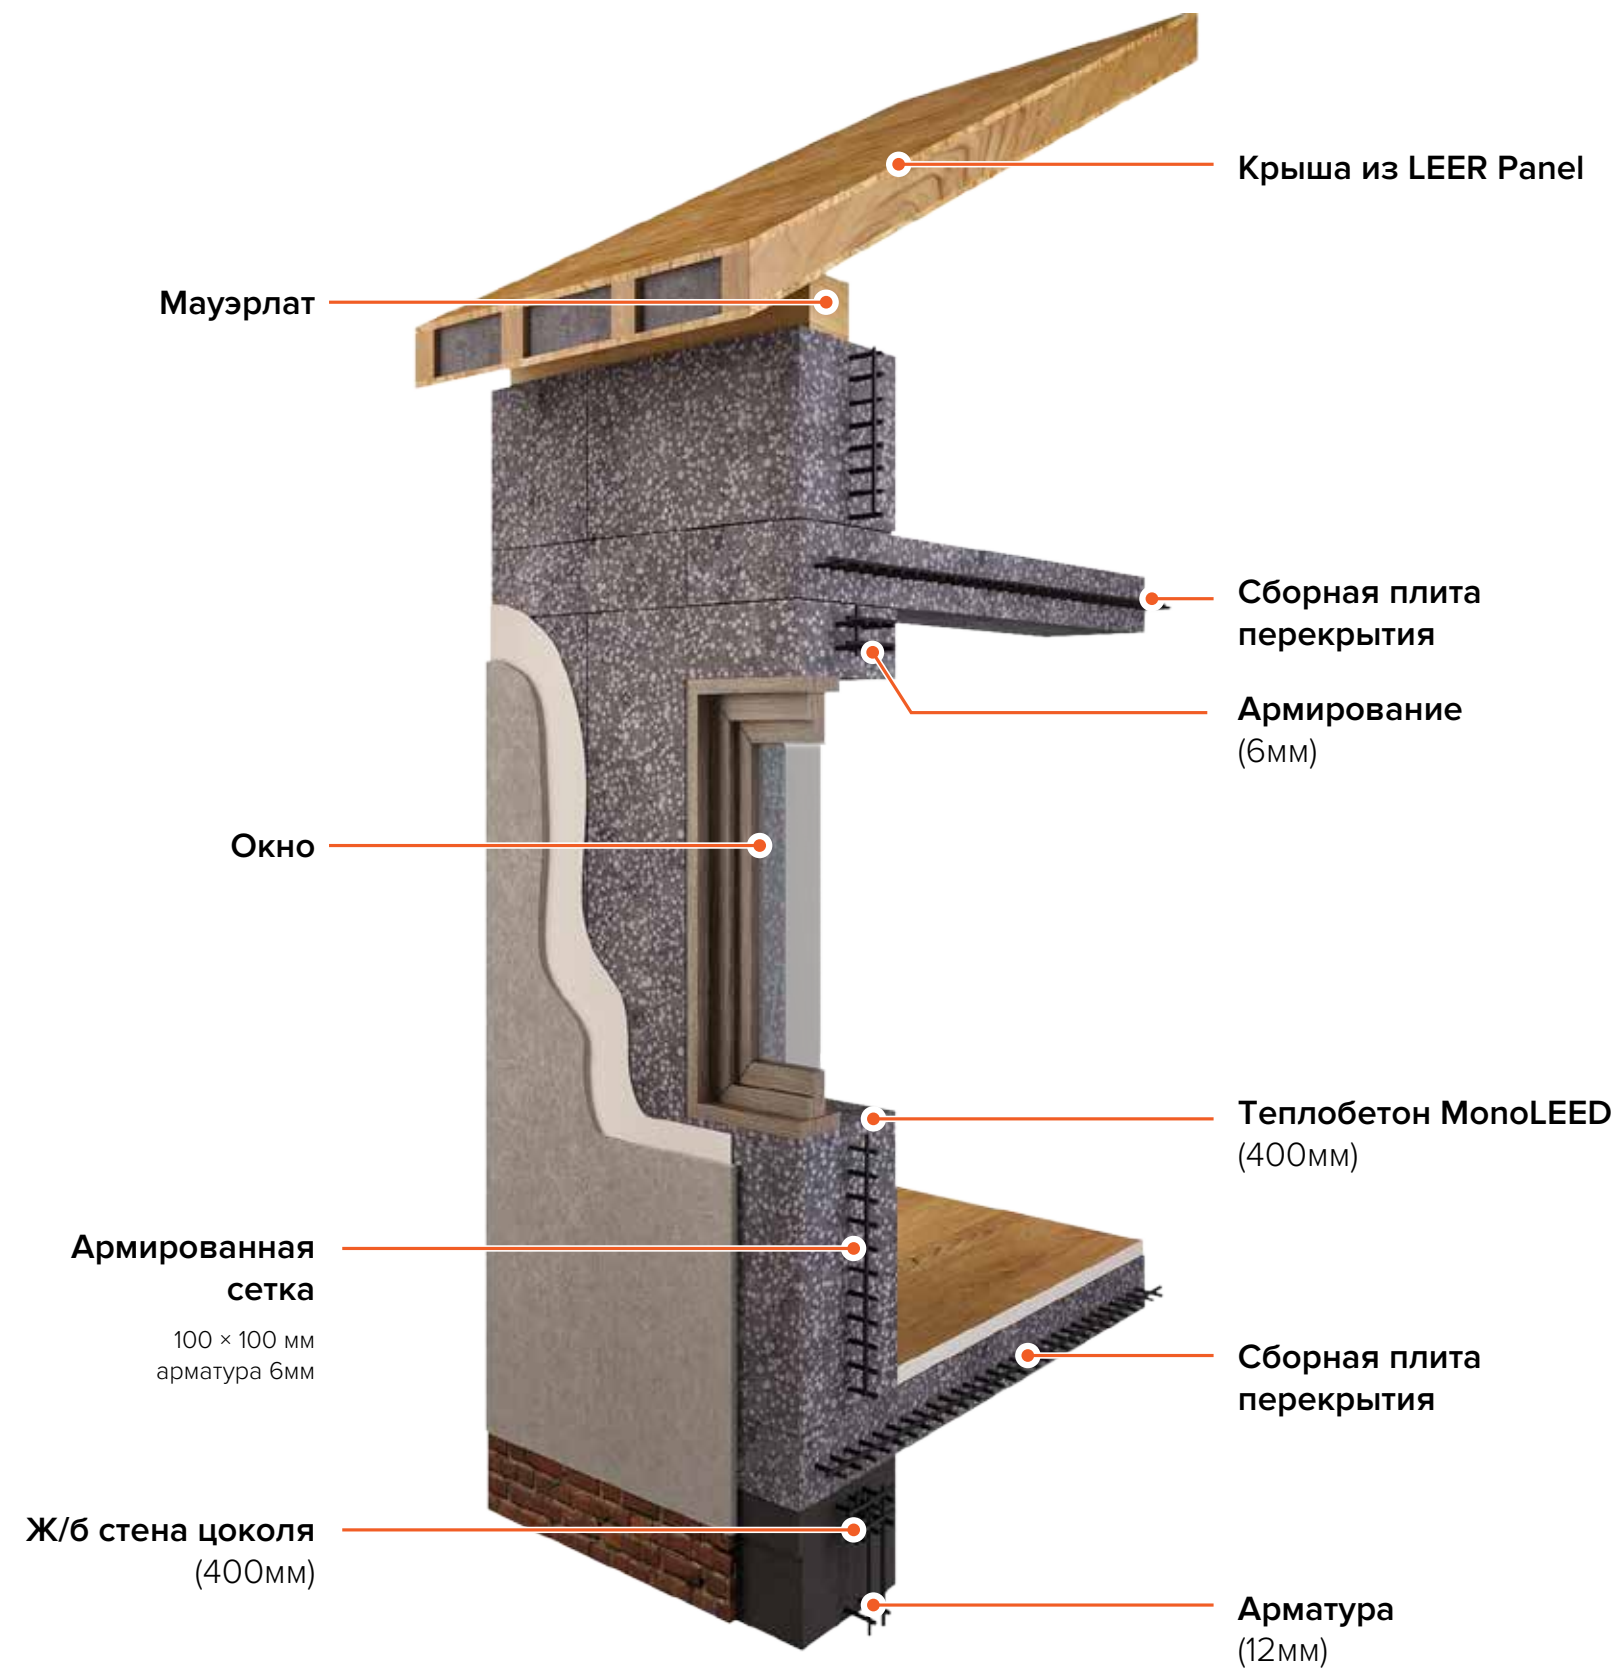 Крыша из LEER Panel
Мауэрлат
Сборная плита
перекрытия
Армирование
(6мм)
Окно
Теплобетон MonoLEED
(400мм)
Армированная
сетка
100 × 100 мм
арматура 6мм
Сборная плита
перекрытия
Ж/б стена цоколя
(400мм)
Арматура
(12мм)